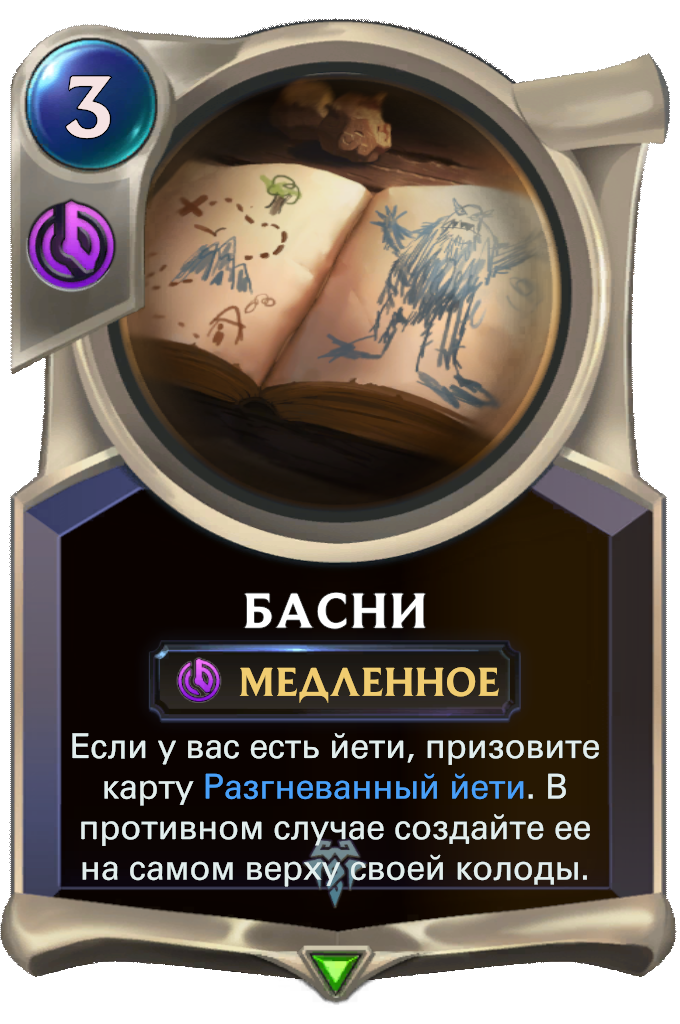 3
БАСНИ
МЕДЛЕННОЕ
Если у вас есть йети, призовите
карту Разгневанный йети. В
противном случае создайте ее
на самом верху своей колоды.